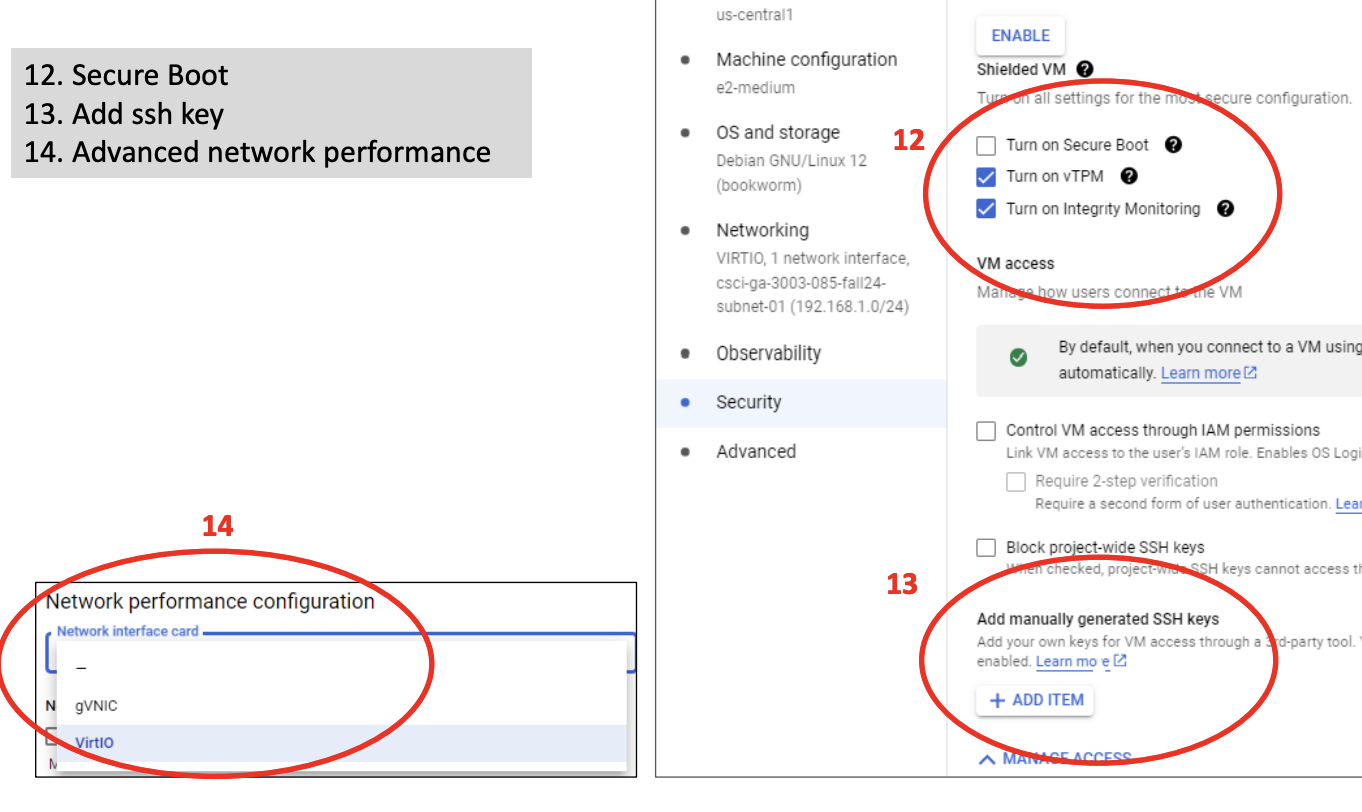 12. Secure Boot
13. Add ssh key
14. Advanced network performance
14
Network performance configuration
Network interface card
–
gVNIC
VirtIO
us-central1
Machine configuration
e2-medium
OS and storage
Debian GNU/Linux 12
(bookworm)
Networking
VIRTIO, 1 network interface,
csci-ga-3003-085-fall24-
subnet-01 (192.168.1.0/24)
Observability
Security
Advanced
ENABLE
Shielded VM
Turn on all settings for the most secure configuration.
12
Turn on Secure Boot
Turn on vTPM
Turn on Integrity Monitoring
VM access
Manage how users connect to the VM
By default, when you connect to a VM using
automatically. Learn more
Control VM access through IAM permissions
Link VM access to the user's IAM role. Enables OS Logi
Require 2-step verification
Require a second form of user authentication. Lear
Block project-wide SSH keys
When checked, project-wide SSH keys cannot access th
13
Add manually generated SSH keys
Add your own keys for VM access through a 3rd-party tool.
enabled. Learn more
+ ADD ITEM
MANAGE ACCESS